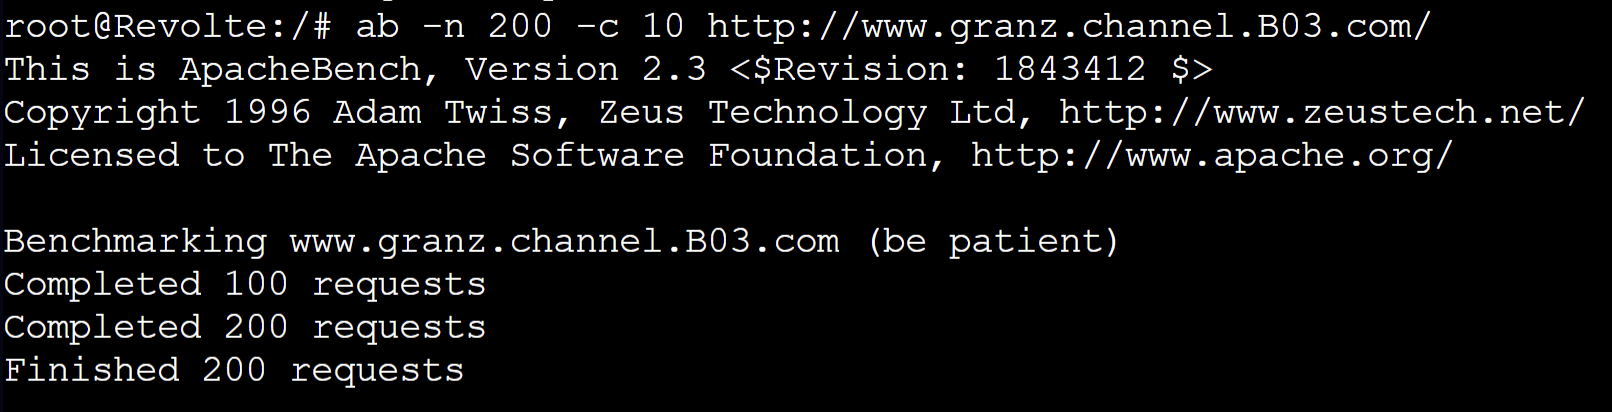 root@Revolte:/# ab -n 200 -c 10 http://www.granz.channel.B03.com/
This is ApacheBench, Version 2.3 <$Revision: 1843412 $>
Copyright 1996 Adam Twiss, Zeus Technology Ltd, http://www.zeustech.net/
Licensed to The Apache Software Foundation, http://www.apache.org/

Benchmarking www.granz.channel.B03.com (be patient)
Completed 100 requests
Completed 200 requests
Finished 200 requests